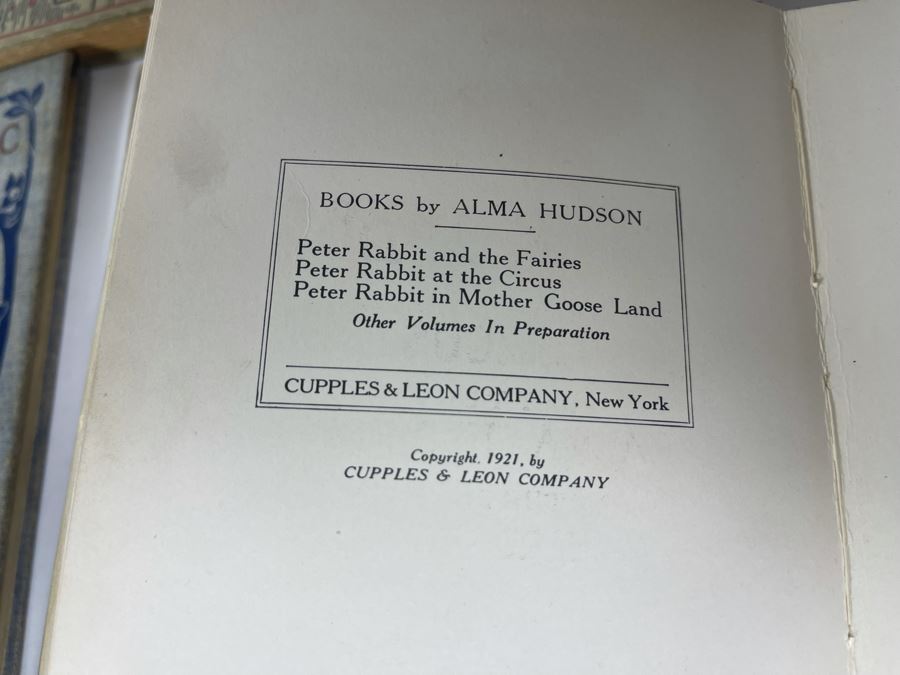 BOOKS by ALMA HUDSON
Peter Rabbit and the Fairies
Peter Rabbit at the Circus
Peter Rabbit in Mother Goose Land
Other Volumes In Preparation
CUPPLES & LEON COMPANY, New York
Copyright. 1921, by
CUPPLES & LEON COMPANY
C